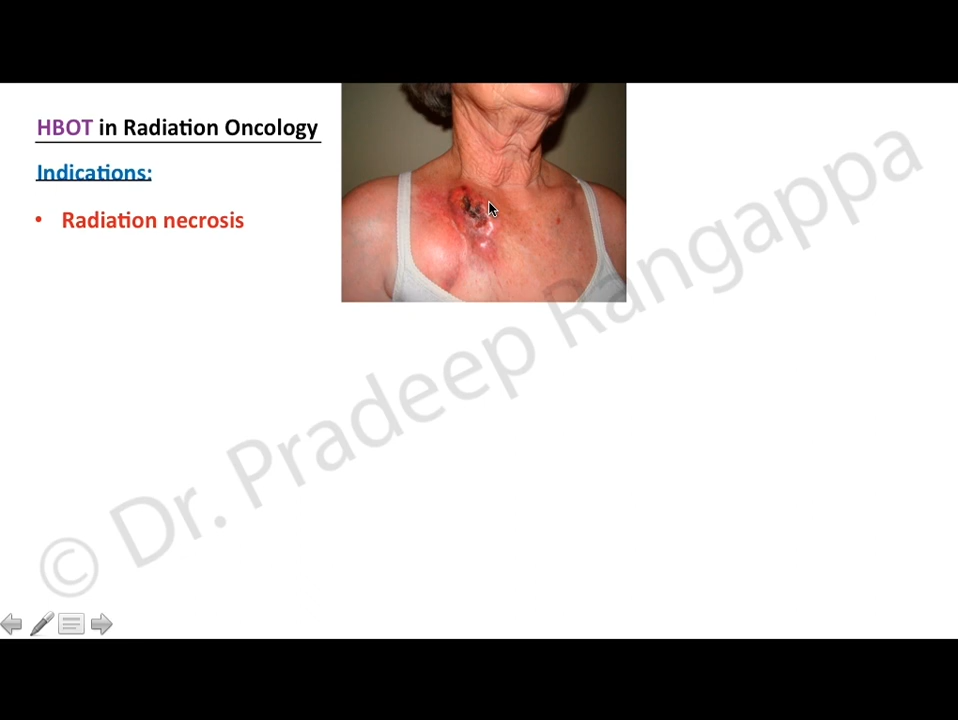 HBOT in Radiation Oncology
Indications:
• Radiation necrosis
© Dr. Pradeep Rangappa